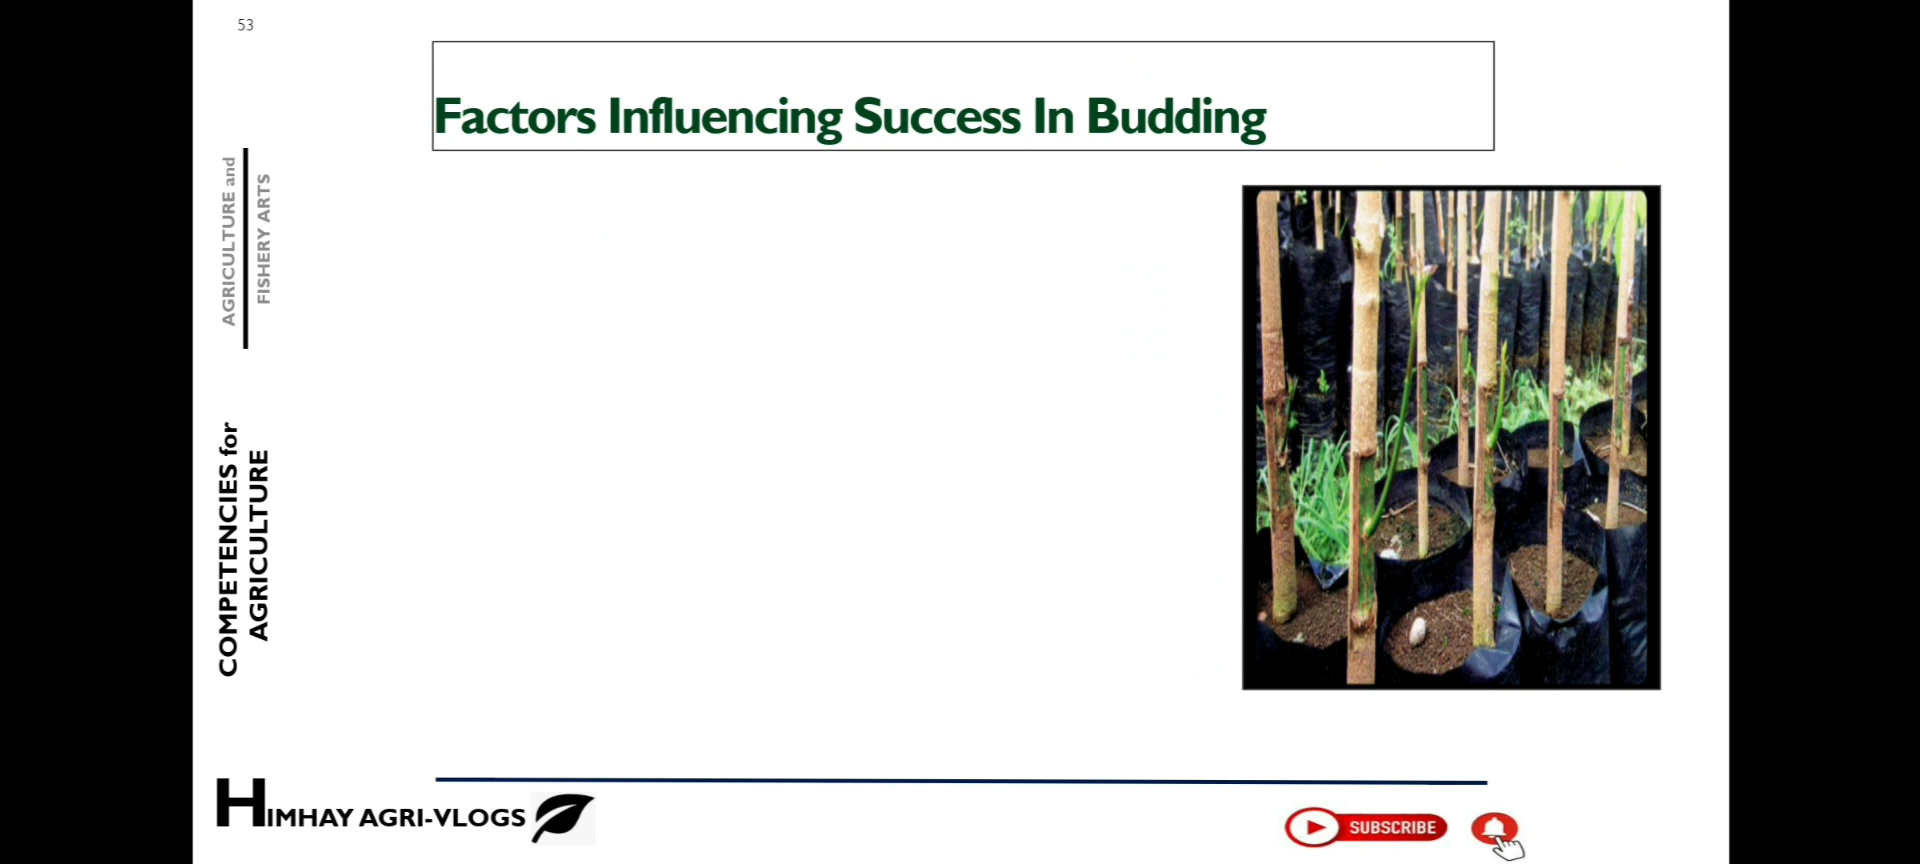 53
Factors Influencing Success In Budding
AGRICULTURE and
FISHERY ARTS
COMPETENCIES for
AGRICULTURE
HIMHAY AGRI-VLOGS
SUBSCRIBE